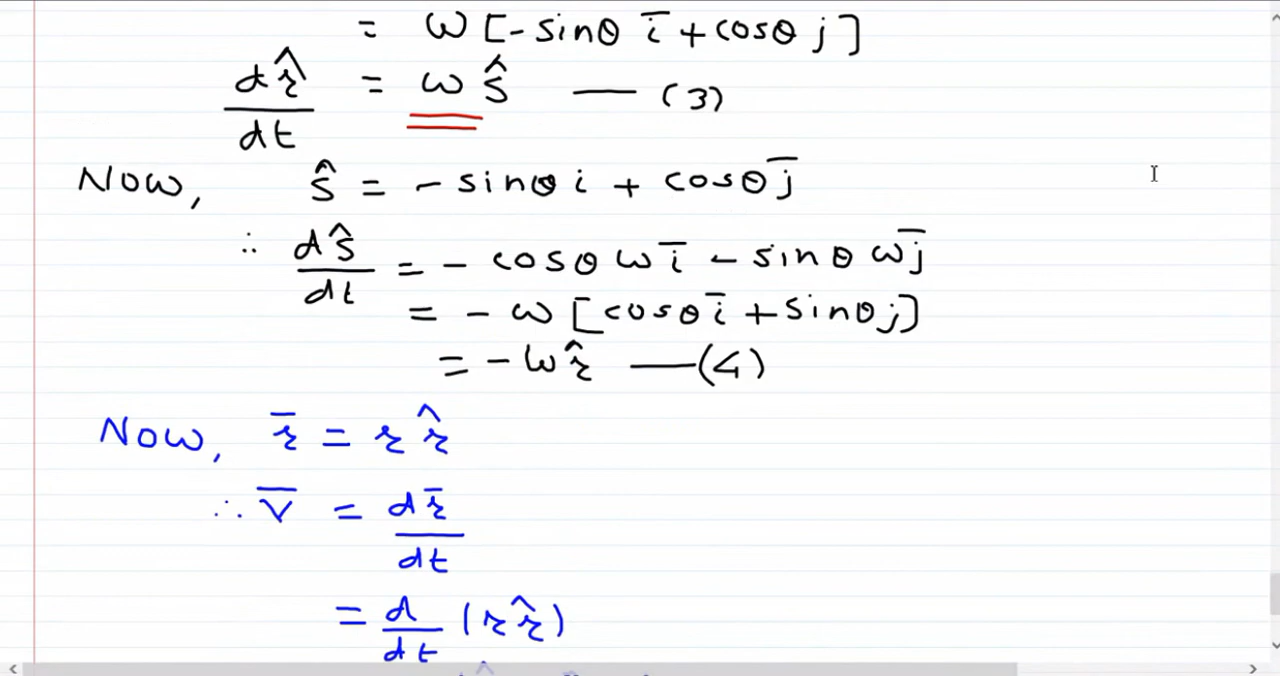 = ω [-sinθ i̅ + cosθ j]
dr̂/dt = ω ŝ — (3)
Now, ŝ = - sinθ i + cosθ j̅
∴ dŝ/dt = - cosθ ω i̅ - sinθ ω j̅
= - ω [cosθ i̅ + sinθ j]
= - ω r̂ — (4)
Now, r̅ = r r̂
∴ v̅ = dr̅/dt
= d/dt (r r̂)